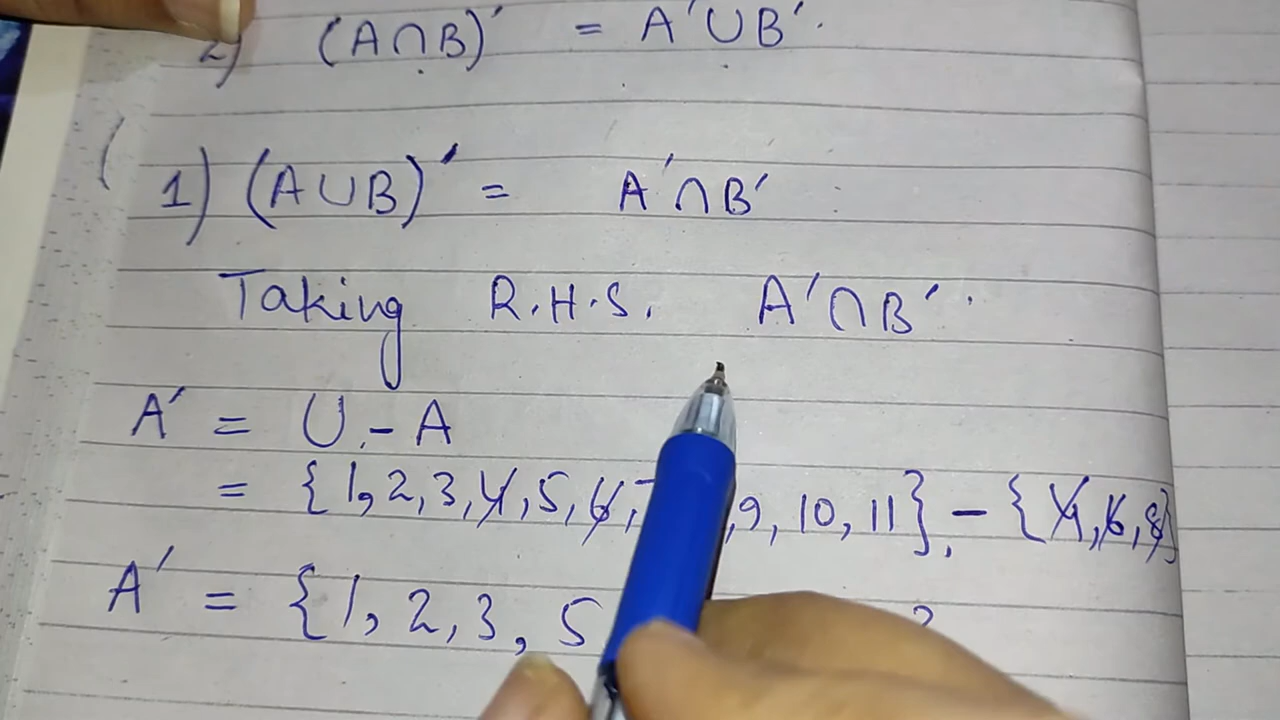 2) (A∩B)′ = A′∪B′.
1) (A∪B)′ = A′∩B′
Taking R.H.S. A′∩B′.
A′ = U - A
= {1, 2, 3, 4, 5, 6, 7 , 9, 10, 11} - {4, 6, 8}
A′ = {1, 2, 3, 5